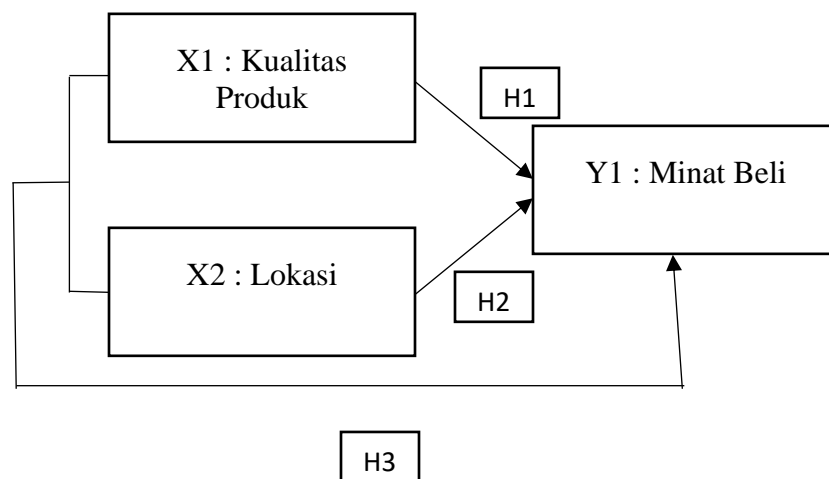 X1 : Kualitas
Produk
H1
Y1 : Minat Beli
X2 : Lokasi
H2
H3